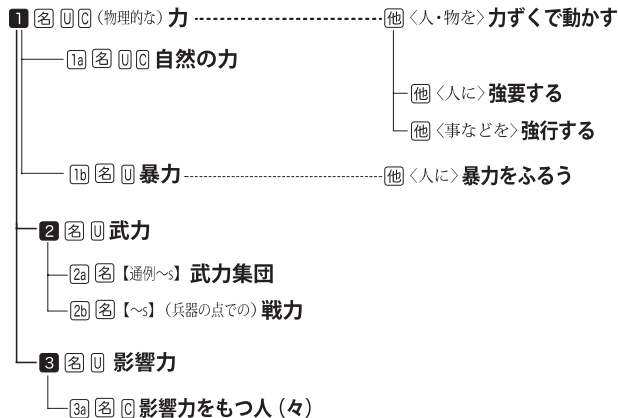 1 名 U C (物理的な) 力 他 〈人・物を〉力ずくで動かす
1a 名 U C 自然の力
他 〈人に〉強要する
他 〈事などを〉強行する
1b 名 U 暴力 他 〈人に〉暴力をふるう
2 名 U 武力
2a 名 【通例~s】 武力集団
2b 名 【~s】 (兵器の点での) 戦力
3 名 U 影響力
3a 名 C 影響力をもつ人 (々)